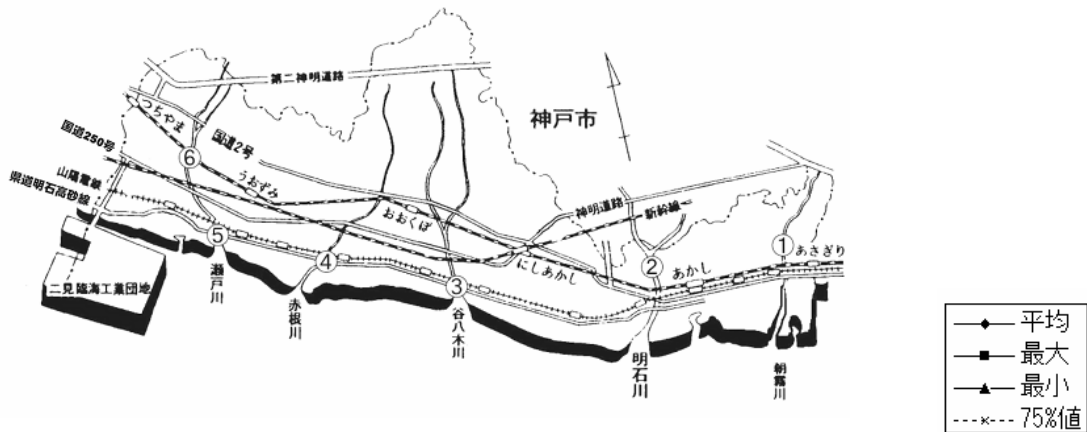 第二神明道路
神戸市
つちやま
国道2号
国道250号
⑥
うおずみ
山陽電鉄
県道明石高砂線
おおくぼ
神明道路
新幹線
①
あさぎり
⑤
④
にしあかし
②
あかし
③
瀬戸川
二見臨海工業団地
赤根川
谷八木川
明石川
朝霧川
平均
最大
最小
75%値